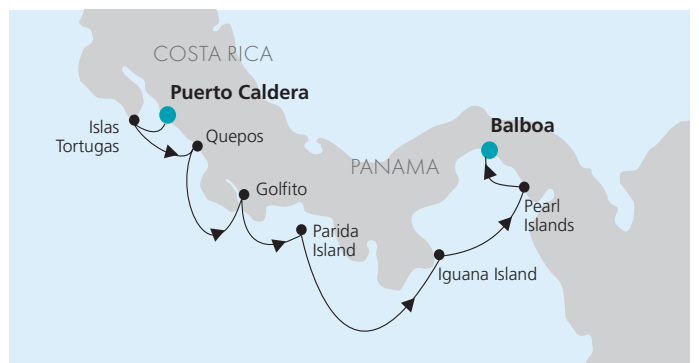 COSTA RICA
Puerto Caldera
Islas
Tortugas
Quepos
Balboa
PANAMA
Golfito
Parida
Island
Pearl
Islands
Iguana Island